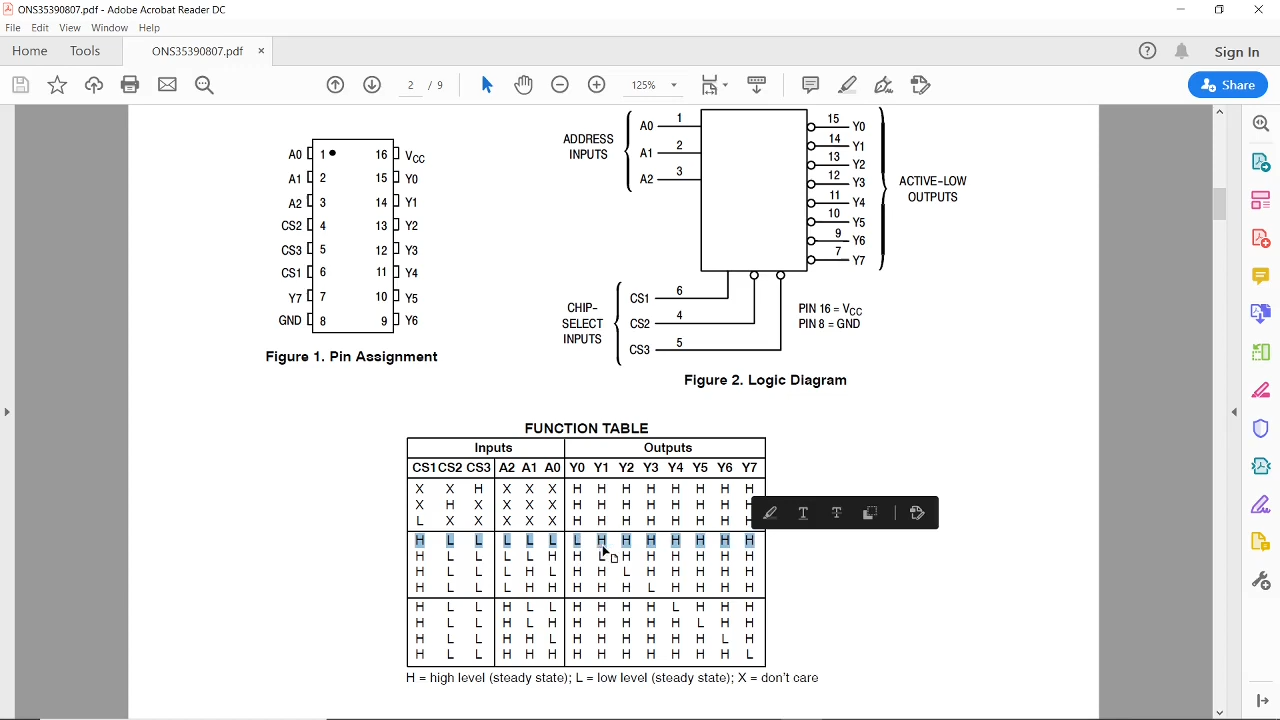 ONS35390807.pdf - Adobe Acrobat Reader DC
File Edit View Window Help
Home Tools ONS35390807.pdf × Sign In
2 / 9 125% Share
A0 1 16 VCC
A1 2 15 Y0
A2 3 14 Y1
CS2 4 13 Y2
CS3 5 12 Y3
CS1 6 11 Y4
Y7 7 10 Y5
GND 8 9 Y6
Figure 1. Pin Assignment
ADDRESS
INPUTS
A0 1
A1 2
A2 3
15 Y0
14 Y1
13 Y2
12 Y3
11 Y4
10 Y5
9 Y6
7 Y7
ACTIVE-LOW
OUTPUTS
CHIP-
SELECT
INPUTS
CS1 6
CS2 4
CS3 5
PIN 16 = VCC
PIN 8 = GND
Figure 2. Logic Diagram
FUNCTION TABLE
Inputs Outputs
CS1 CS2 CS3 A2 A1 A0 Y0 Y1 Y2 Y3 Y4 Y5 Y6 Y7
X X H X X X H H H H H H H H
X H X X X X H H H H H H H H
L X X X X X H H H H H H H H
H L L L L L L H H H H H H H
H L L L L H H L H H H H H H
H L L L H L H H L H H H H H
H L L L H H H H H L H H H H
H L L H L L H H H H L H H H
H L L H L H H H H H H L H H
H L L H H L H H H H H H L H
H L L H H H H H H H H H H L
H = high level (steady state); L = low level (steady state); X = don't care